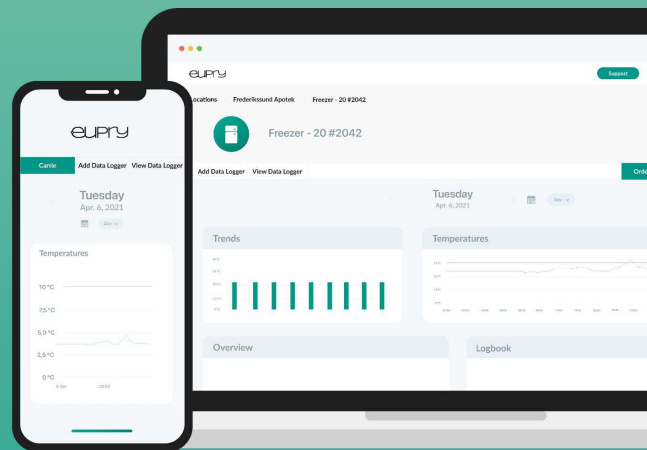 eupry
Carrie Add Data Logger View Data Logger
Tuesday
Apr. 6, 2021
Day
Temperatures
10 °C
7,5 °C
5,0 °C
2,5 °C
0 °C
eupry
Support
Locations Frederikssund Apotek Freezer - 20 #2042
Freezer - 20 #2042
Add Data Logger View Data Logger
Orde
Tuesday
Apr. 6, 2021
Day
Trends
Temperatures
Overview
Logbook